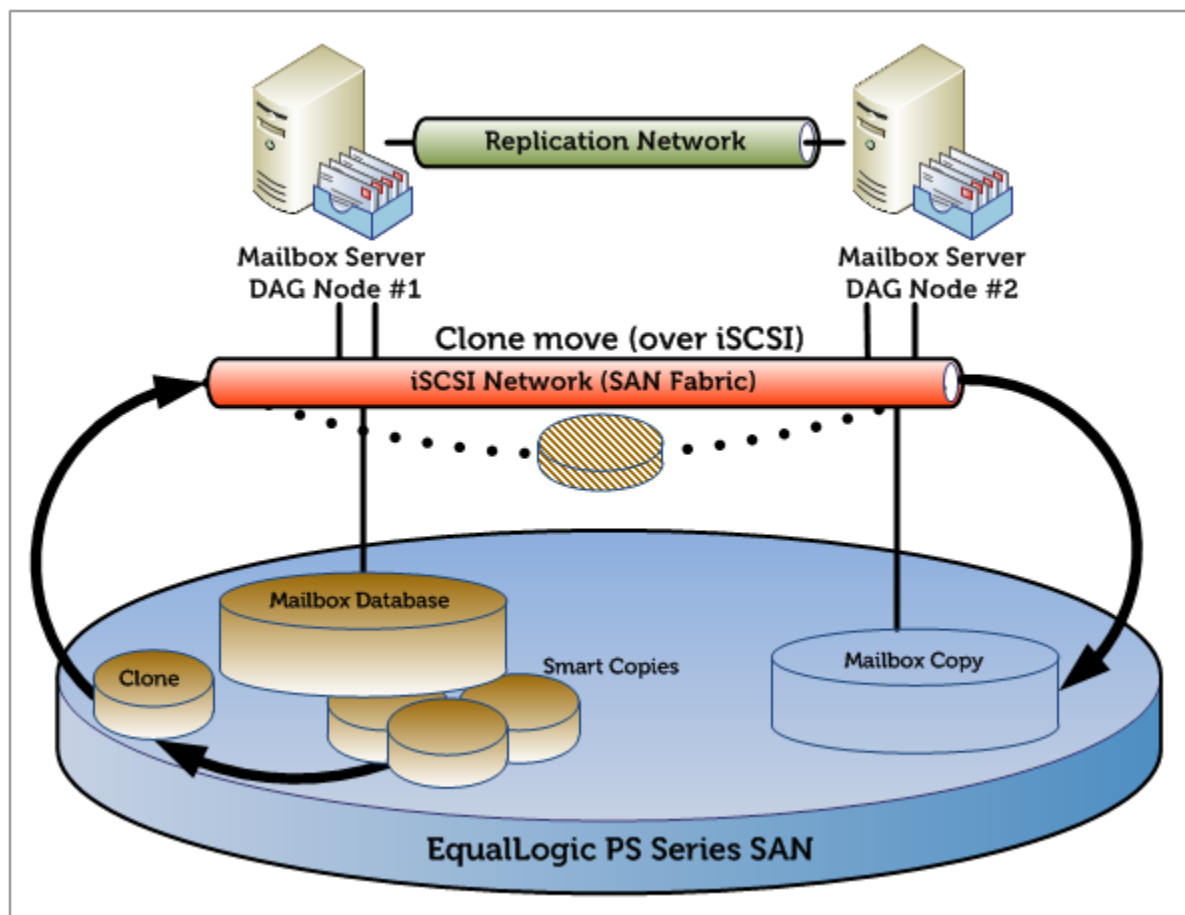 Replication Network
Mailbox Server
DAG Node #1
Mailbox Server
DAG Node #2
Clone move (over iSCSI)
iSCSI Network (SAN Fabric)
Mailbox Database
Smart Copies
Clone
Mailbox Copy
EqualLogic PS Series SAN